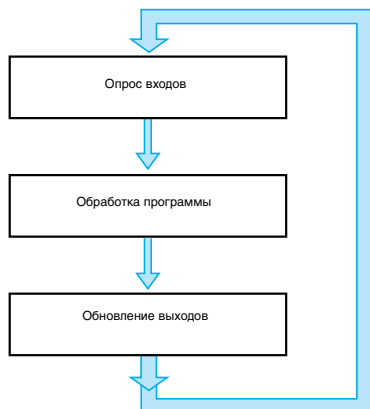 Опрос входов
Обработка программы
Обновление выходов